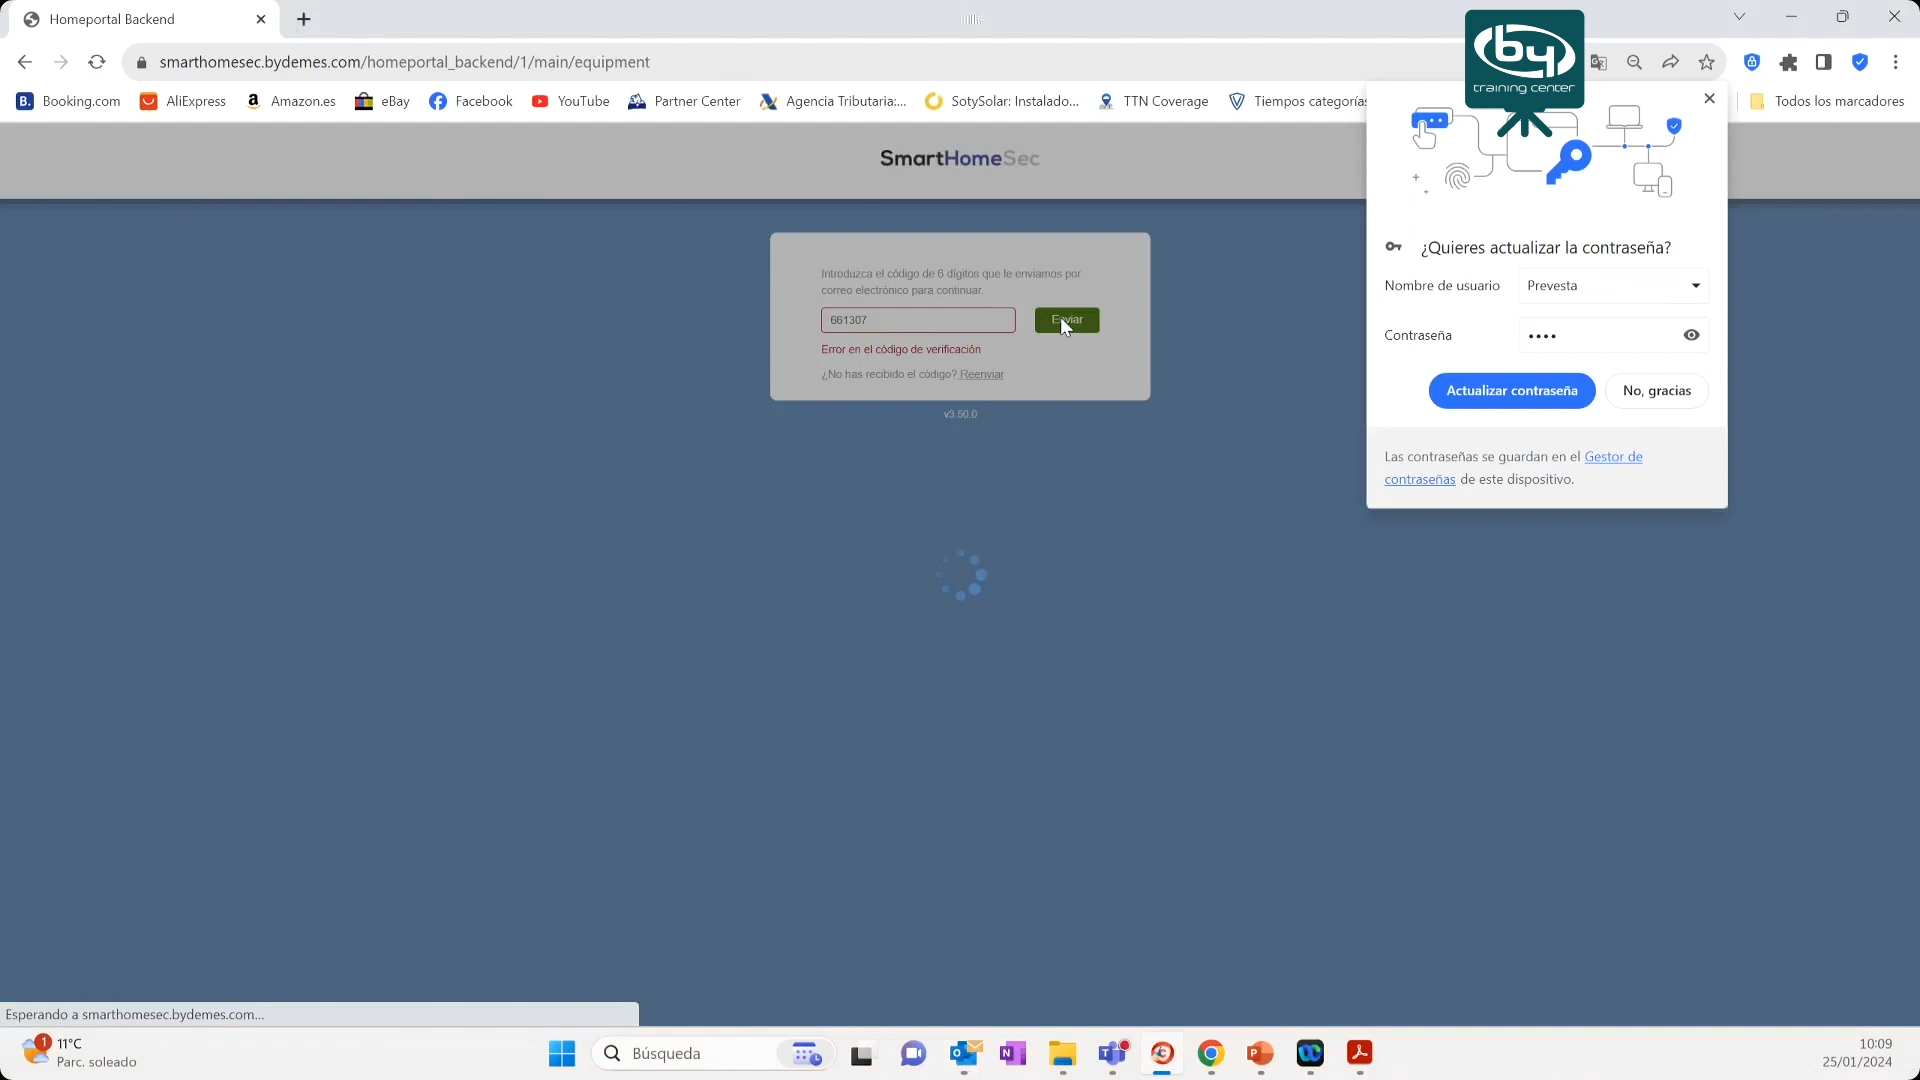 Homeportal Backend
smarthomesec.bydemes.com/homeportal_backend/1/main/equipment
by
training center
Booking.com
AliExpress
Amazon.es
eBay
Facebook
YouTube
Partner Center
Agencia Tributaria:...
SotySolar: Instalado...
TTN Coverage
Tiempos categorías
Todos los marcadores
SmartHomeSec
Introduzca el código de 6 dígitos que le enviamos por
correo electrónico para continuar.
661307
Enviar
Error en el código de verificación
¿No has recibido el código? Reenviar
v3.50.0
¿Quieres actualizar la contraseña?
Nombre de usuario
Prevesta
Contraseña
••••
Actualizar contraseña
No, gracias
Las contraseñas se guardan en el Gestor de
contraseñas de este dispositivo.
Esperando a smarthomesec.bydemes.com...
1
11°C
Parc. soleado
Búsqueda
10:09
25/01/2024